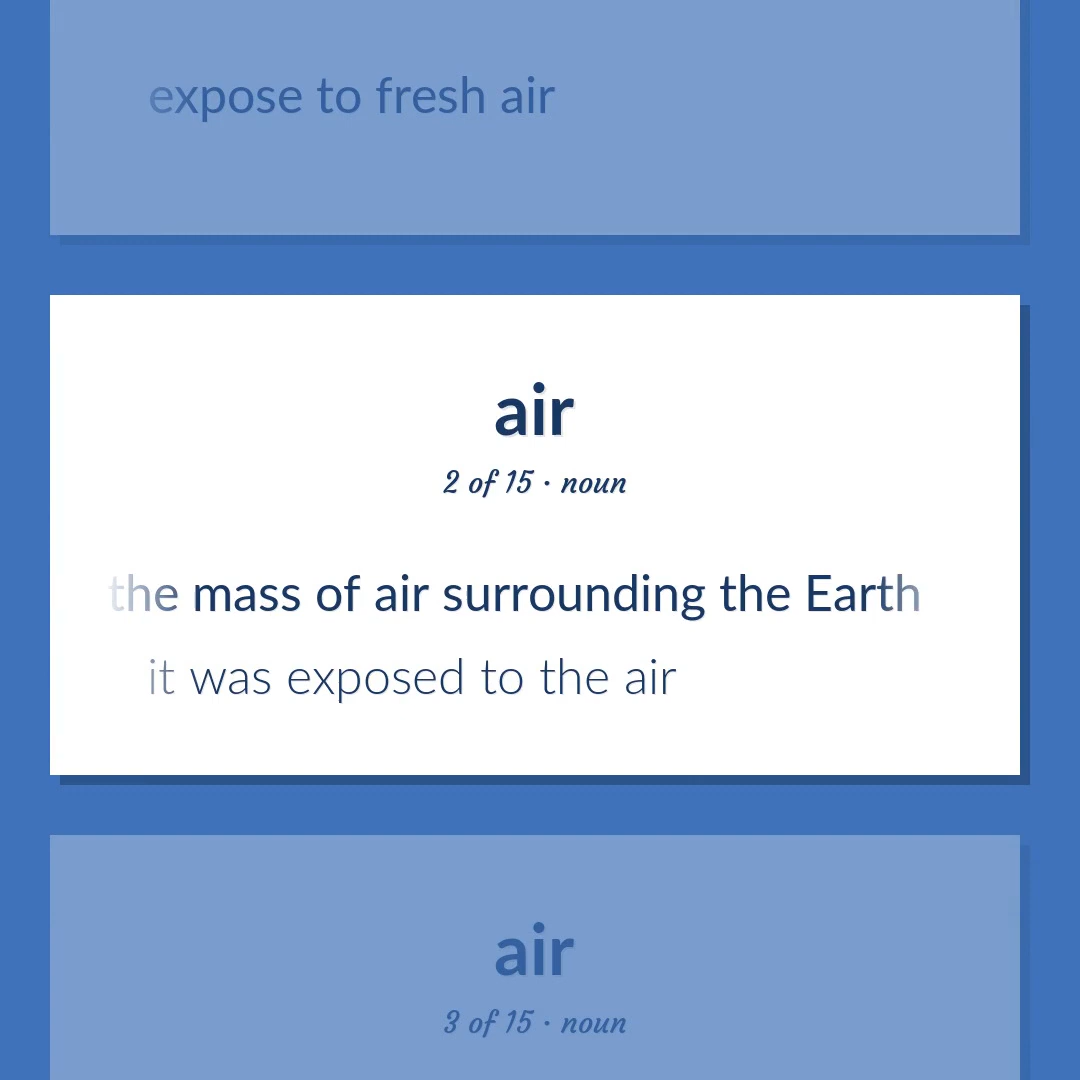 expose to fresh air
air
2 of 15 · noun
the mass of air surrounding the Earth
it was exposed to the air
air
3 of 15 · noun